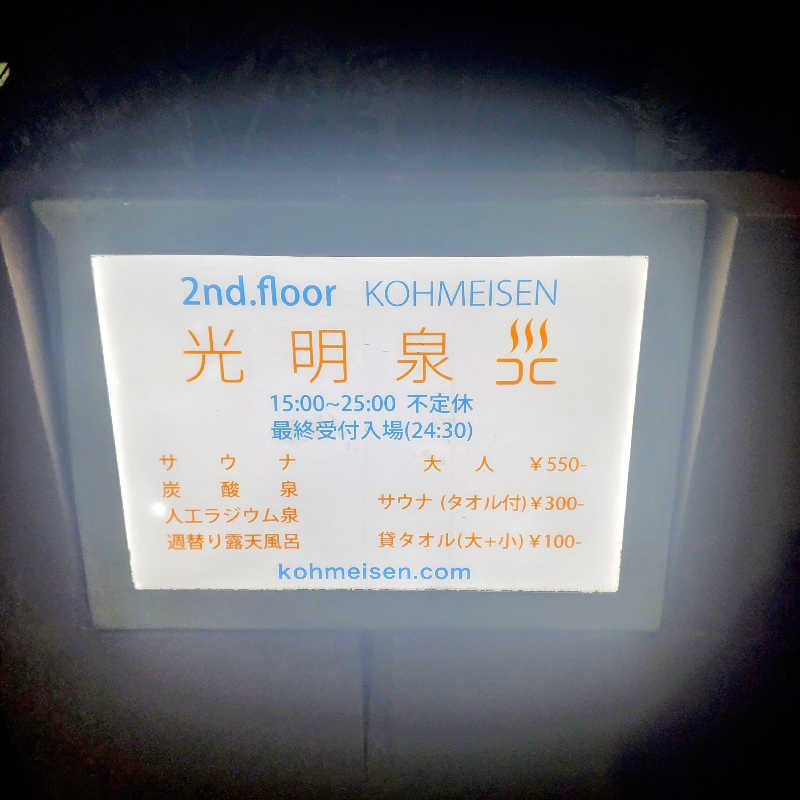 2nd.floor KOHMEISEN
光明泉
15:00~25:00 不定休
最終受付入場(24:30)
サウナ
炭酸泉
人工ラジウム泉
週替り露天風呂
大人 ¥550-
サウナ (タオル付)¥300-
貸タオル(大+小)¥100-
kohmeisen.com